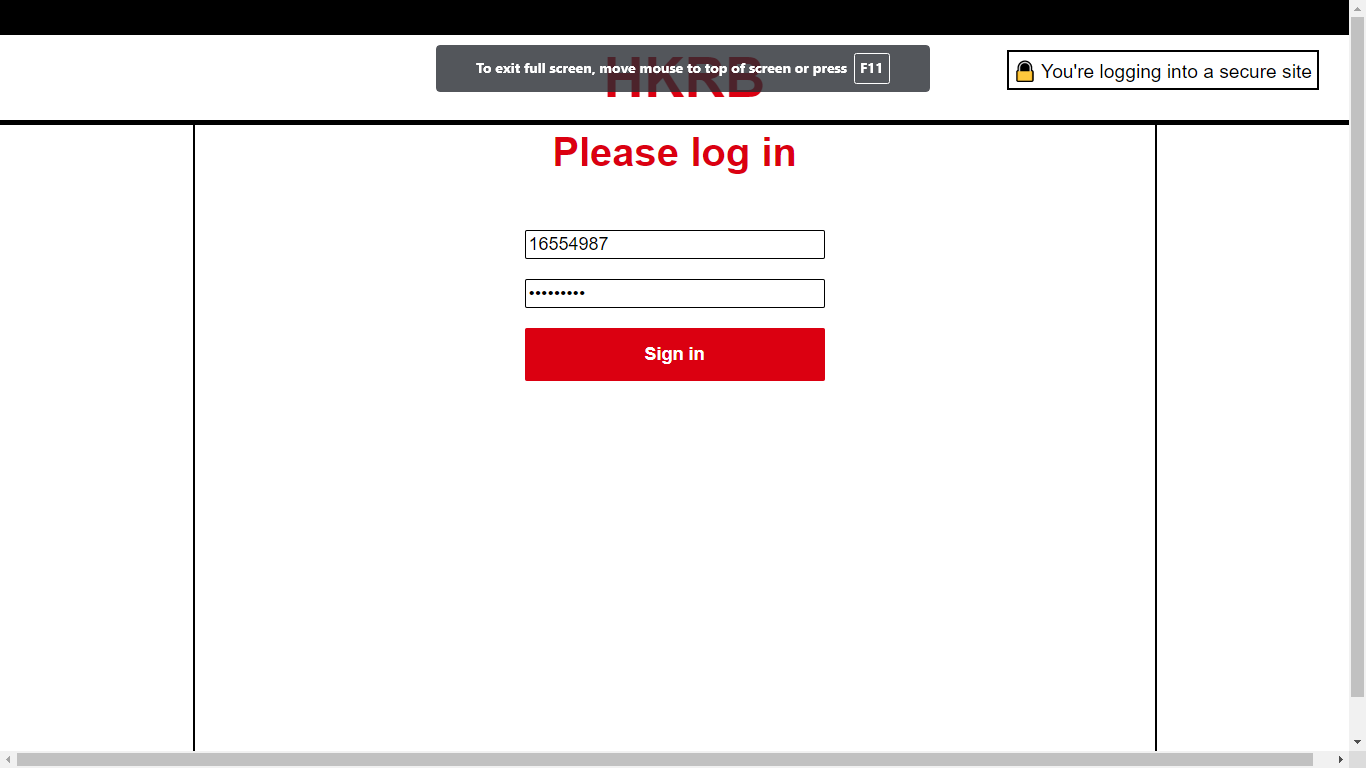 To exit full screen, move mouse to top of screen or press F11
HKRB
You're logging into a secure site
Please log in
16554987
•••••••••
Sign in